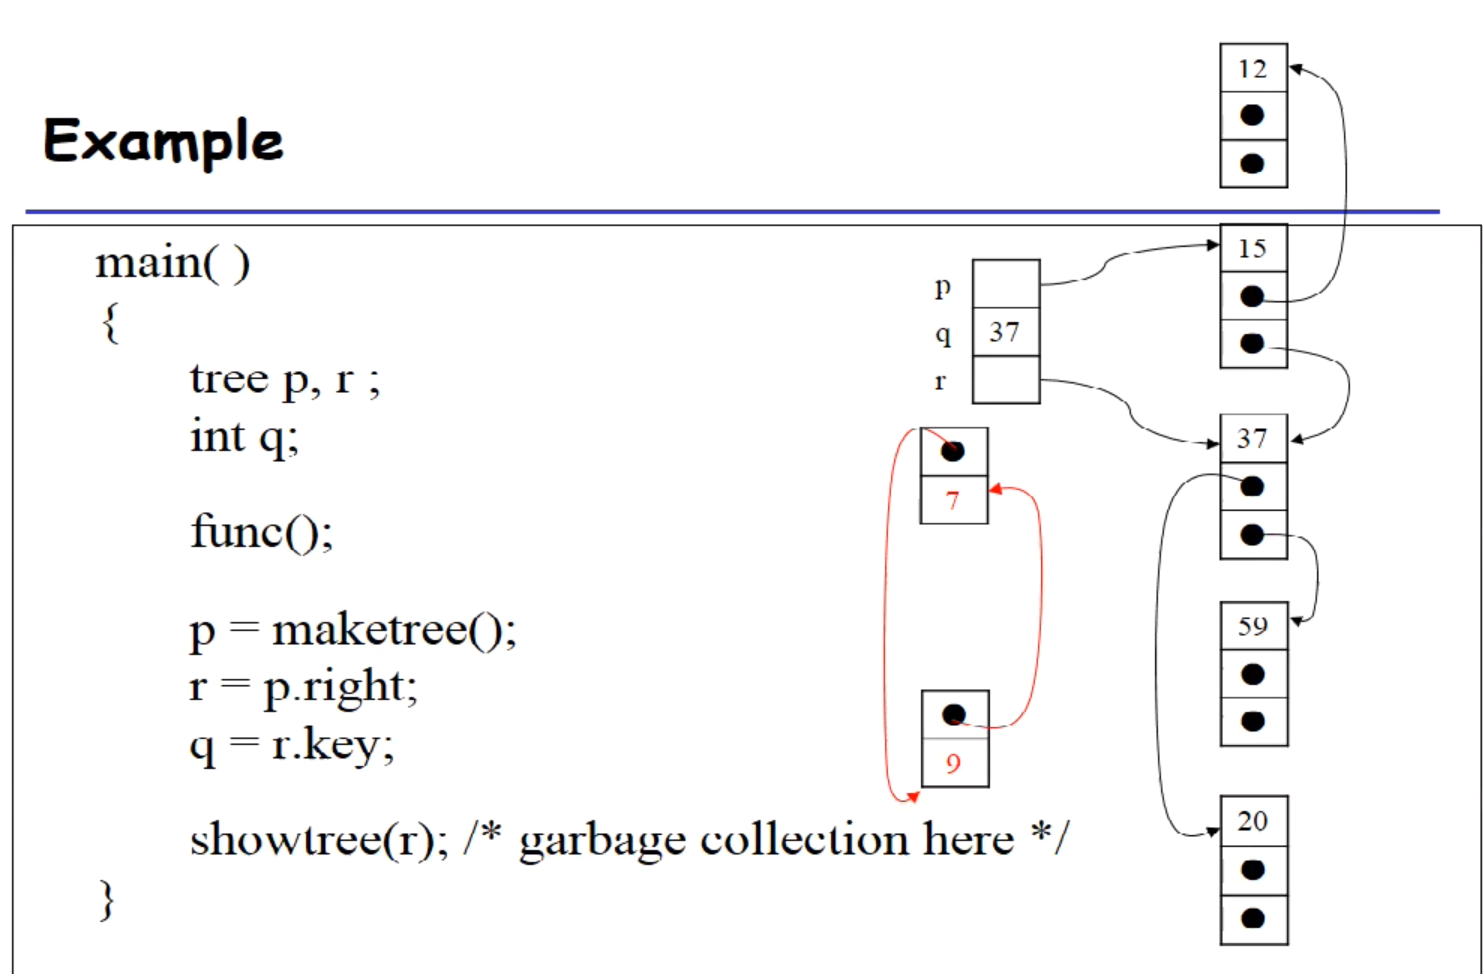 Example
main( )
{
tree p, r ;
int q;
func();
p = maketree();
r = p.right;
q = r.key;
showtree(r); /* garbage collection here */
}
p
q 37
r
7
9
12
15
37
59
20